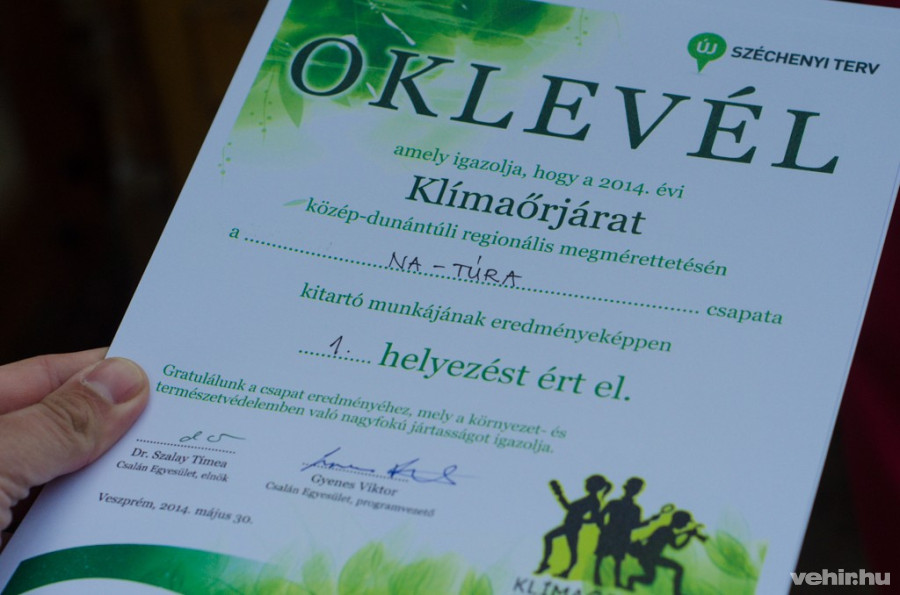 ÚJ SZÉCHENYI TERV
OKLEVÉL
amely igazolja, hogy a 2014. évi
Klímaőrjárat
közép-dunántúli regionális megmérettetésén
a NA-TÚRA csapata
kitartó munkájának eredményeképpen
1. helyezést ért el.
Gratulálunk a csapat eredményéhez, mely a környezet- és
természetvédelemben való nagyfokú jártasságot igazolja.
Dr. Szalay Tímea
Csalán Egyesület, elnök
Gyenes Viktor
Csalán Egyesület, programvezető
Veszprém, 2014. május 30.
vehir.hu